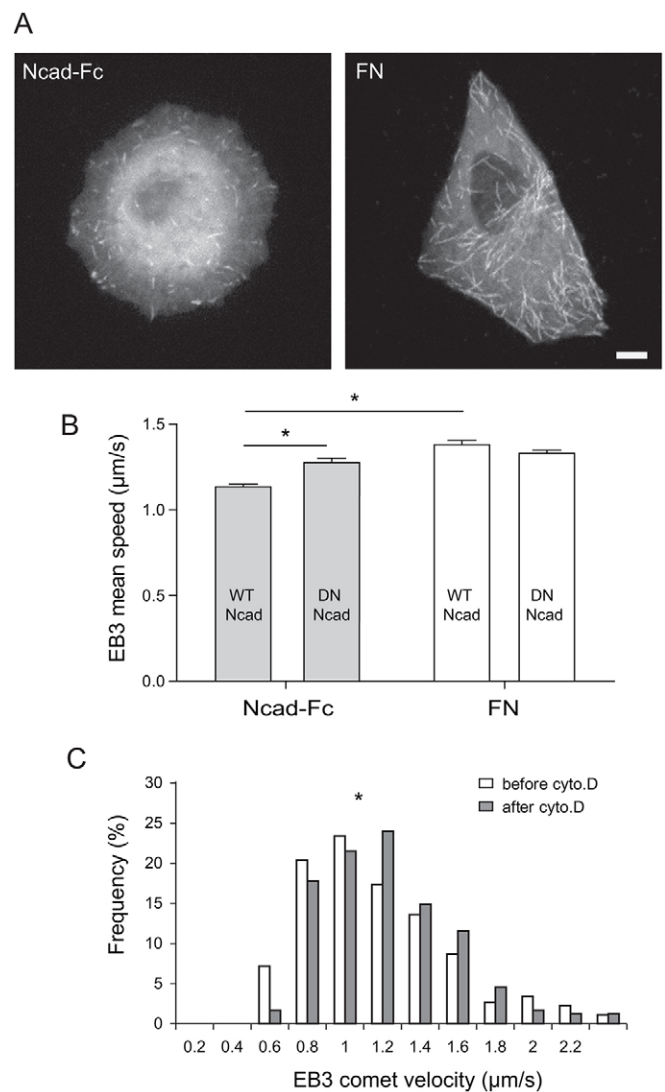 A
Ncad-Fc
FN
B
EB3 mean speed (µm/s)
1.5
1.0
0.5
0.0
*
*
WT
Ncad
DN
Ncad
WT
Ncad
DN
Ncad
Ncad-Fc
FN
C
Frequency (%)
30
25
20
15
10
5
0
*
before cyto.D
after cyto.D
0.2 0.4 0.6 0.8 1 1.2 1.4 1.6 1.8 2 2.2
EB3 comet velocity (µm/s)